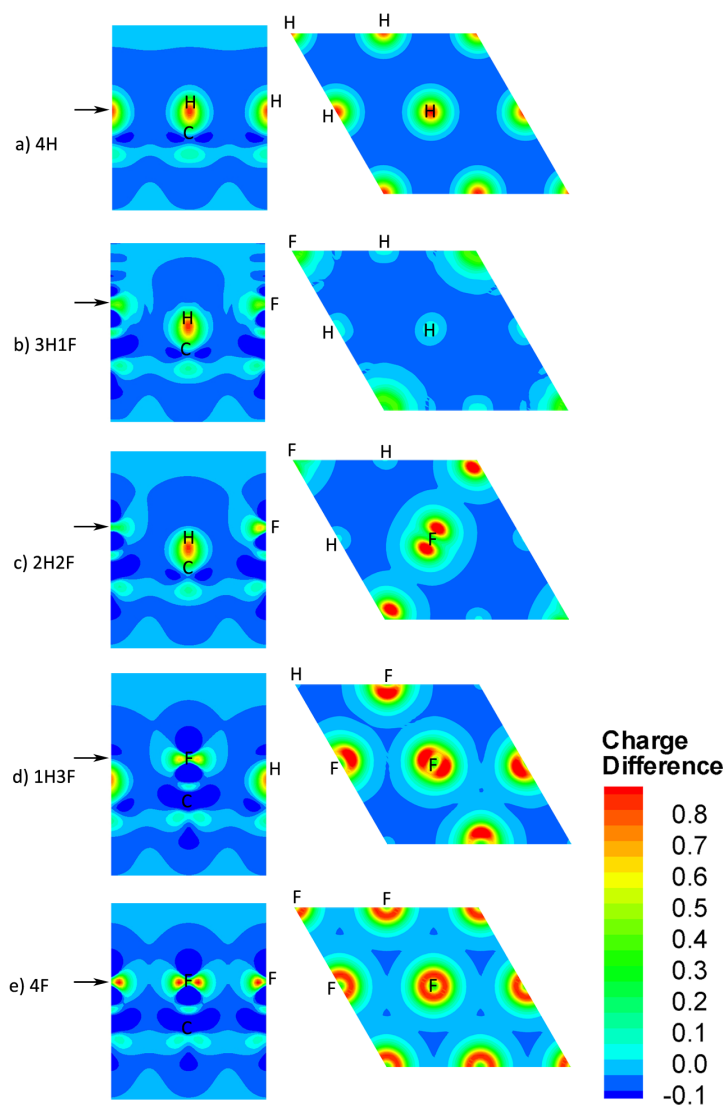 H H
H H H
C H
a) 4H
F H
H F
H H
C
b) 3H1F
F H
H F F
H
C
c) 2H2F
H F
F H F F
C
d) 1H3F
Charge
Difference
0.8
0.7
0.6
0.5
0.4
0.3
0.2
0.1
0.0
-0.1
F F
F F F F
C
e) 4F